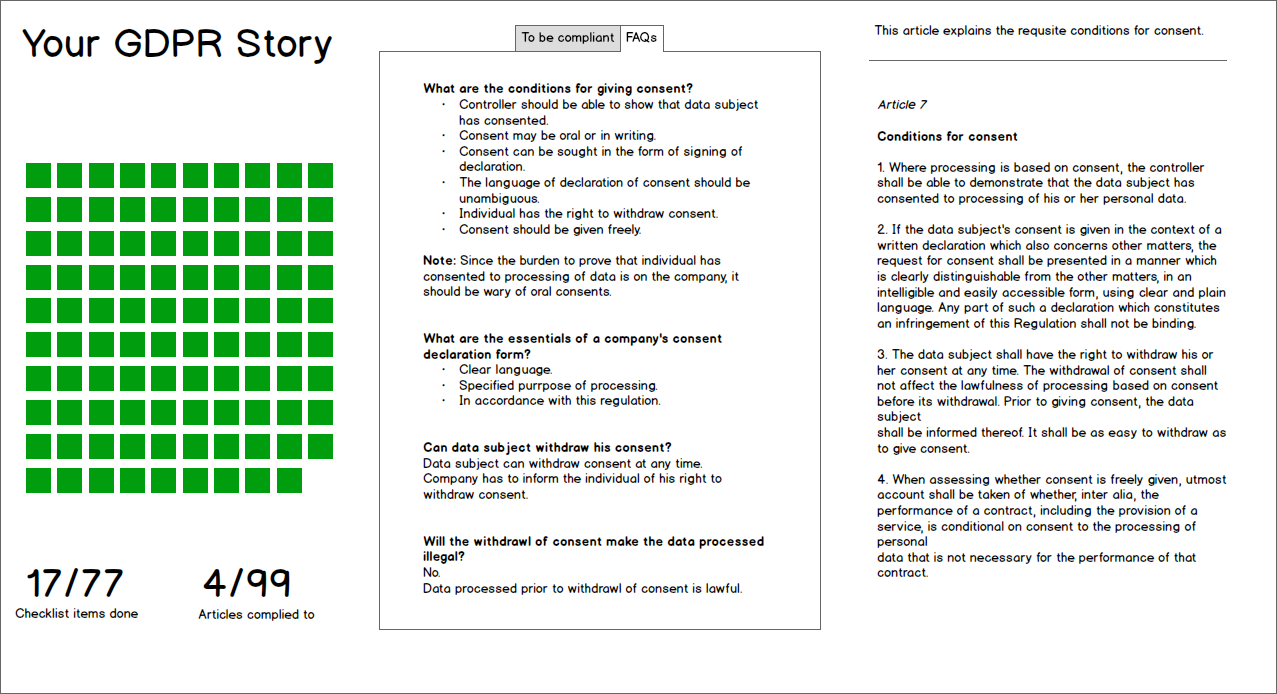 Your GDPR Story
17/77
Checklist items done
4/99
Articles complied to
To be compliant
FAQs
What are the conditions for giving consent?
· Controller should be able to show that data subject
has consented.
· Consent may be oral or in writing.
· Consent can be sought in the form of signing of
declaration.
· The language of declaration of consent should be
unambiguous.
· Individual has the right to withdraw consent.
· Consent should be given freely.
Note: Since the burden to prove that individual has
consented to processing of data is on the company, it
should be wary of oral consents.
What are the essentials of a company's consent
declaration form?
· Clear language.
· Specified purrpose of processing.
· In accordance with this regulation.
Can data subject withdraw his consent?
Data subject can withdraw consent at any time.
Company has to inform the individual of his right to
withdraw consent.
Will the withdrawl of consent make the data processed
illegal?
No.
Data processed prior to withdrawl of consent is lawful.
This article explains the requsite conditions for consent.
Article 7
Conditions for consent
1. Where processing is based on consent, the controller
shall be able to demonstrate that the data subject has
consented to processing of his or her personal data.
2. If the data subject's consent is given in the context of a
written declaration which also concerns other matters, the
request for consent shall be presented in a manner which
is clearly distinguishable from the other matters, in an
intelligible and easily accessible form, using clear and plain
language. Any part of such a declaration which constitutes
an infringement of this Regulation shall not be binding.
3. The data subject shall have the right to withdraw his or
her consent at any time. The withdrawal of consent shall
not affect the lawfulness of processing based on consent
before its withdrawal. Prior to giving consent, the data
subject
shall be informed thereof. It shall be as easy to withdraw as
to give consent.
4. When assessing whether consent is freely given, utmost
account shall be taken of whether, inter alia, the
performance of a contract, including the provision of a
service, is conditional on consent to the processing of
personal
data that is not necessary for the performance of that
contract.